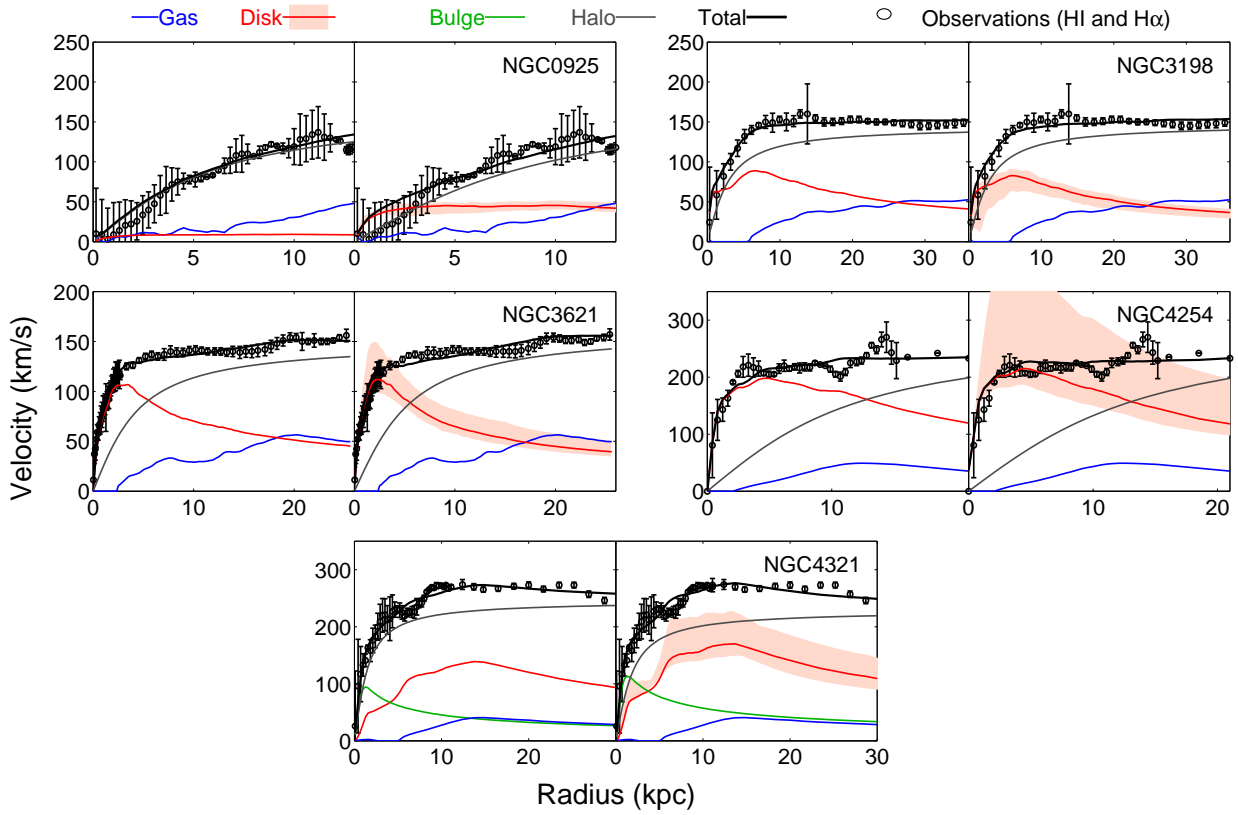 Gas Disk Bulge Halo Total Observations (HI and Hα)
250 200 150 100 50 0
NGC0925
0 5 10 5 10
250 200 150 100 50 0
NGC3198
0 10 20 30 0 10 20 30
Velocity (km/s)
200 150 100 50 0
NGC3621
0 10 20 0 10 20
300 200 100 0
NGC4254
0 10 20 0 10 20
300 200 100 0
NGC4321
0 10 20 0 10 20 30
Radius (kpc)